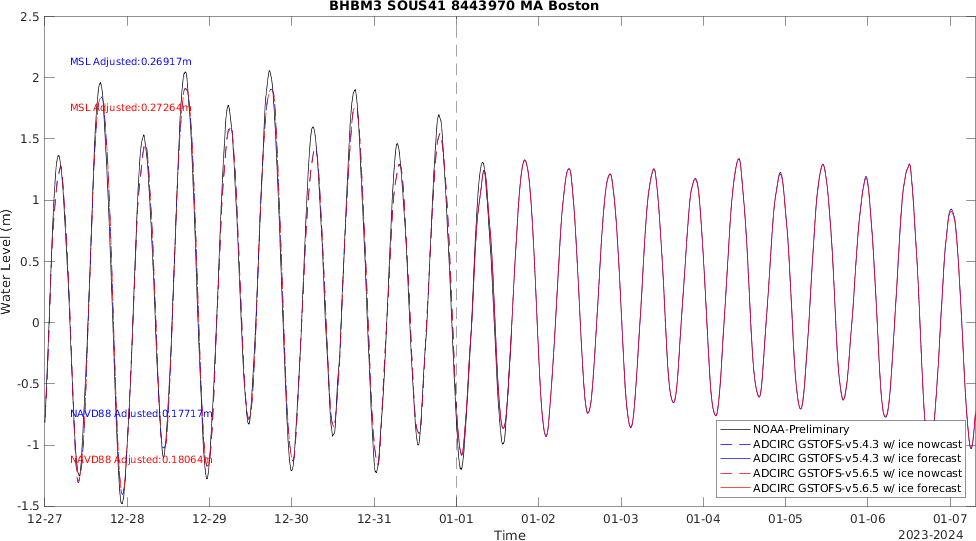 BHBM3 SOUS41 8443970 MA Boston
2.5
2
1.5
1
0.5
0
-0.5
-1
-1.5
Water Level (m)
MSL Adjusted:0.26917m
MSL Adjusted:0.27264m
NAVD88 Adjusted:0.17717m
NAVD88 Adjusted:0.18064m
NOAA-Preliminary
ADCIRC GSTOFS-v5.4.3 w/ ice nowcast
ADCIRC GSTOFS-v5.4.3 w/ ice forecast
ADCIRC GSTOFS-v5.6.5 w/ ice nowcast
ADCIRC GSTOFS-v5.6.5 w/ ice forecast
12-27 12-28 12-29 12-30 12-31 01-01 01-02 01-03 01-04 01-05 01-06 01-07
Time
2023-2024